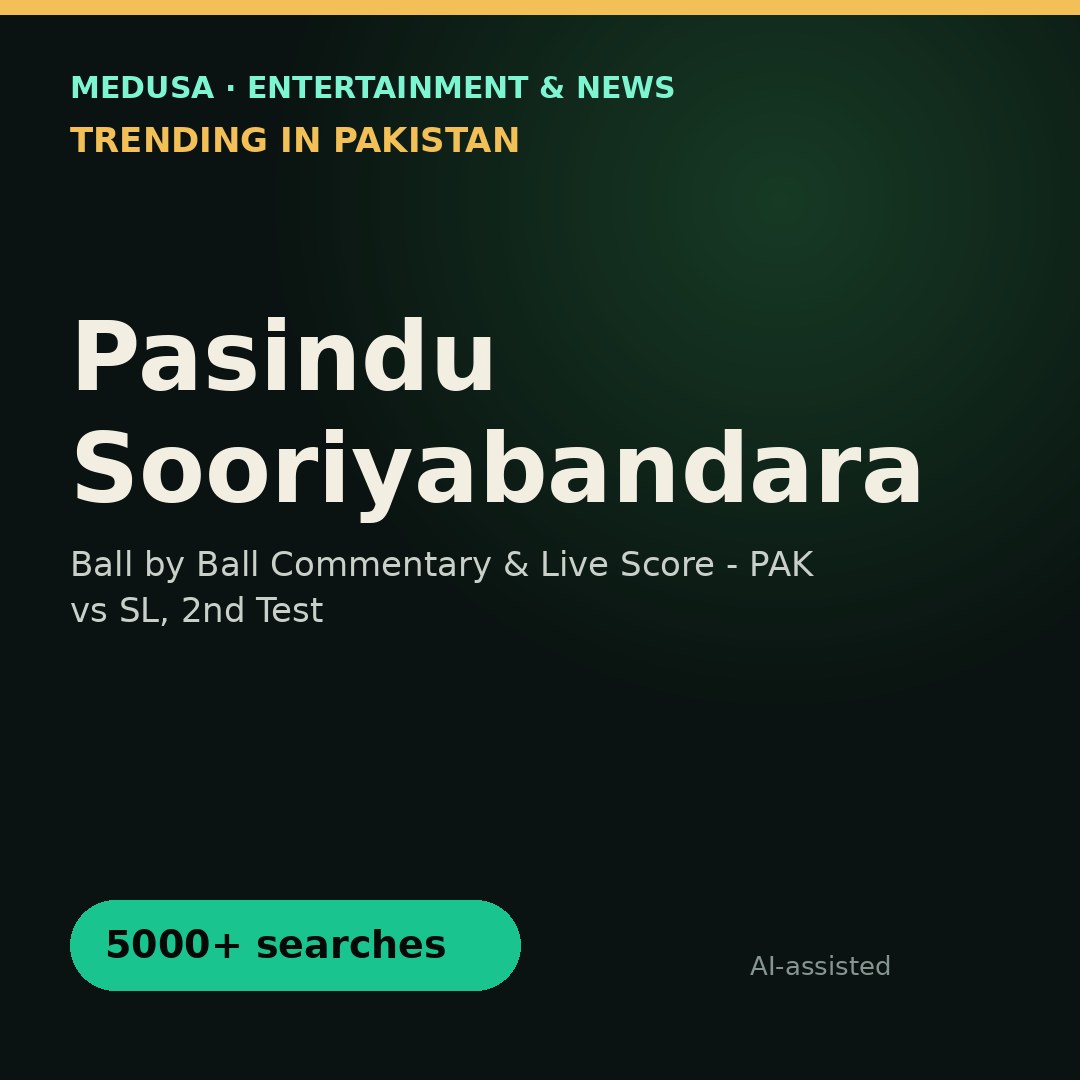 MEDUSA · ENTERTAINMENT & NEWS
TRENDING IN PAKISTAN
Pasindu
Sooriyabandara
Ball by Ball Commentary & Live Score - PAK
vs SL, 2nd Test
5000+ searches
AI-assisted